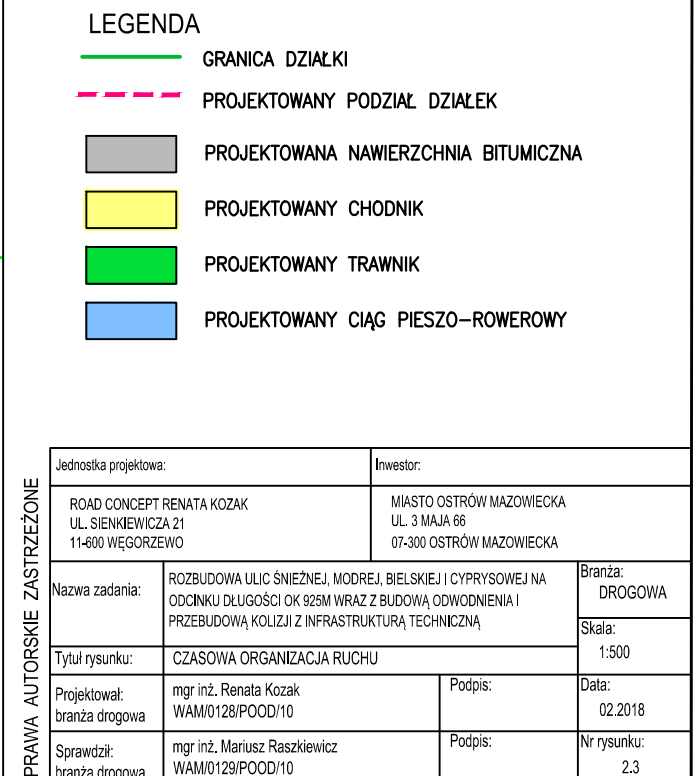 LEGENDA
GRANICA DZIAŁKI
PROJEKTOWANY PODZIAŁ DZIAŁEK
PROJEKTOWANA NAWIERZCHNIA BITUMICZNA
PROJEKTOWANY CHODNIK
PROJEKTOWANY TRAWNIK
PROJEKTOWANY CIĄG PIESZO-ROWEROWY
PRAWA AUTORSKIE ZASTRZEŻONE
Jednostka projektowa:
ROAD CONCEPT RENATA KOZAK
UL. SIENKIEWICZA 21
11-600 WĘGORZEWO
Inwestor:
MIASTO OSTRÓW MAZOWIECKA
UL. 3 MAJA 66
07-300 OSTRÓW MAZOWIECKA
Nazwa zadania:
ROZBUDOWA ULIC ŚNIEŻNEJ, MODREJ, BIELSKIEJ I CYPRYSOWEJ NA
ODCINKU DŁUGOŚCI OK 925M WRAZ Z BUDOWĄ ODWODNIENIA I
PRZEBUDOWĄ KOLIZJI Z INFRASTRUKTURĄ TECHNICZNĄ
Branża:
DROGOWA
Skala:
1:500
Tytuł rysunku:
CZASOWA ORGANIZACJA RUCHU
Projektował:
branża drogowa
mgr inż. Renata Kozak
WAM/0128/POOD/10
Podpis:
Data:
02.2018
Sprawdził:
branża drogowa
mgr inż. Mariusz Raszkiewicz
WAM/0129/POOD/10
Podpis:
Nr rysunku:
2.3